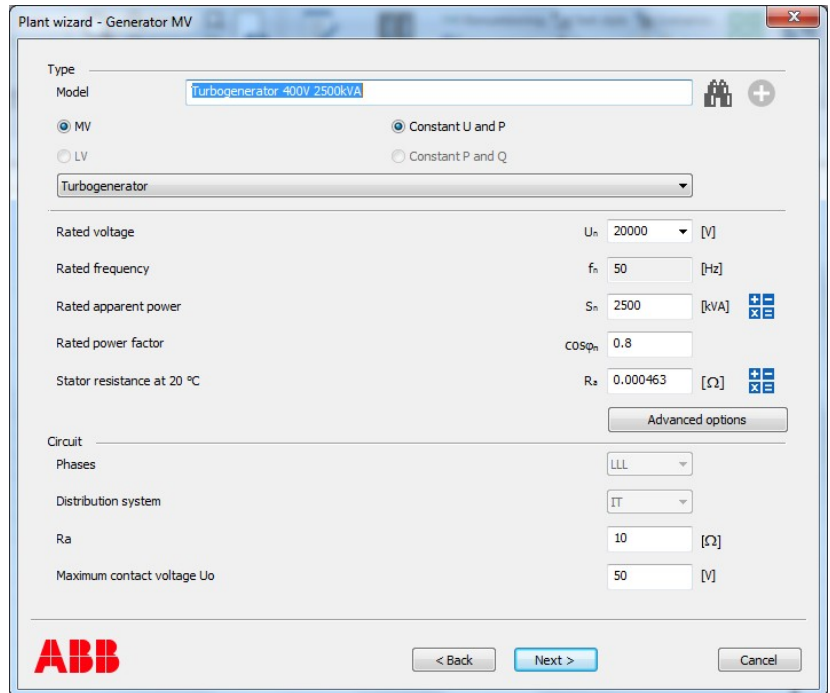 Plant wizard - Generator MV
Type
Model Turbogenerator 400V 2500kVA
MV Constant U and P
LV Constant P and Q
Turbogenerator
Rated voltage Uₙ 20000 [V]
Rated frequency fₙ 50 [Hz]
Rated apparent power Sₙ 2500 [kVA]
Rated power factor cosφₙ 0.8
Stator resistance at 20 ºC Rₐ 0.000463 [Ω]
Advanced options
Circuit
Phases LLL
Distribution system IT
Ra 10 [Ω]
Maximum contact voltage Uo 50 [V]
ABB < Back Next > Cancel